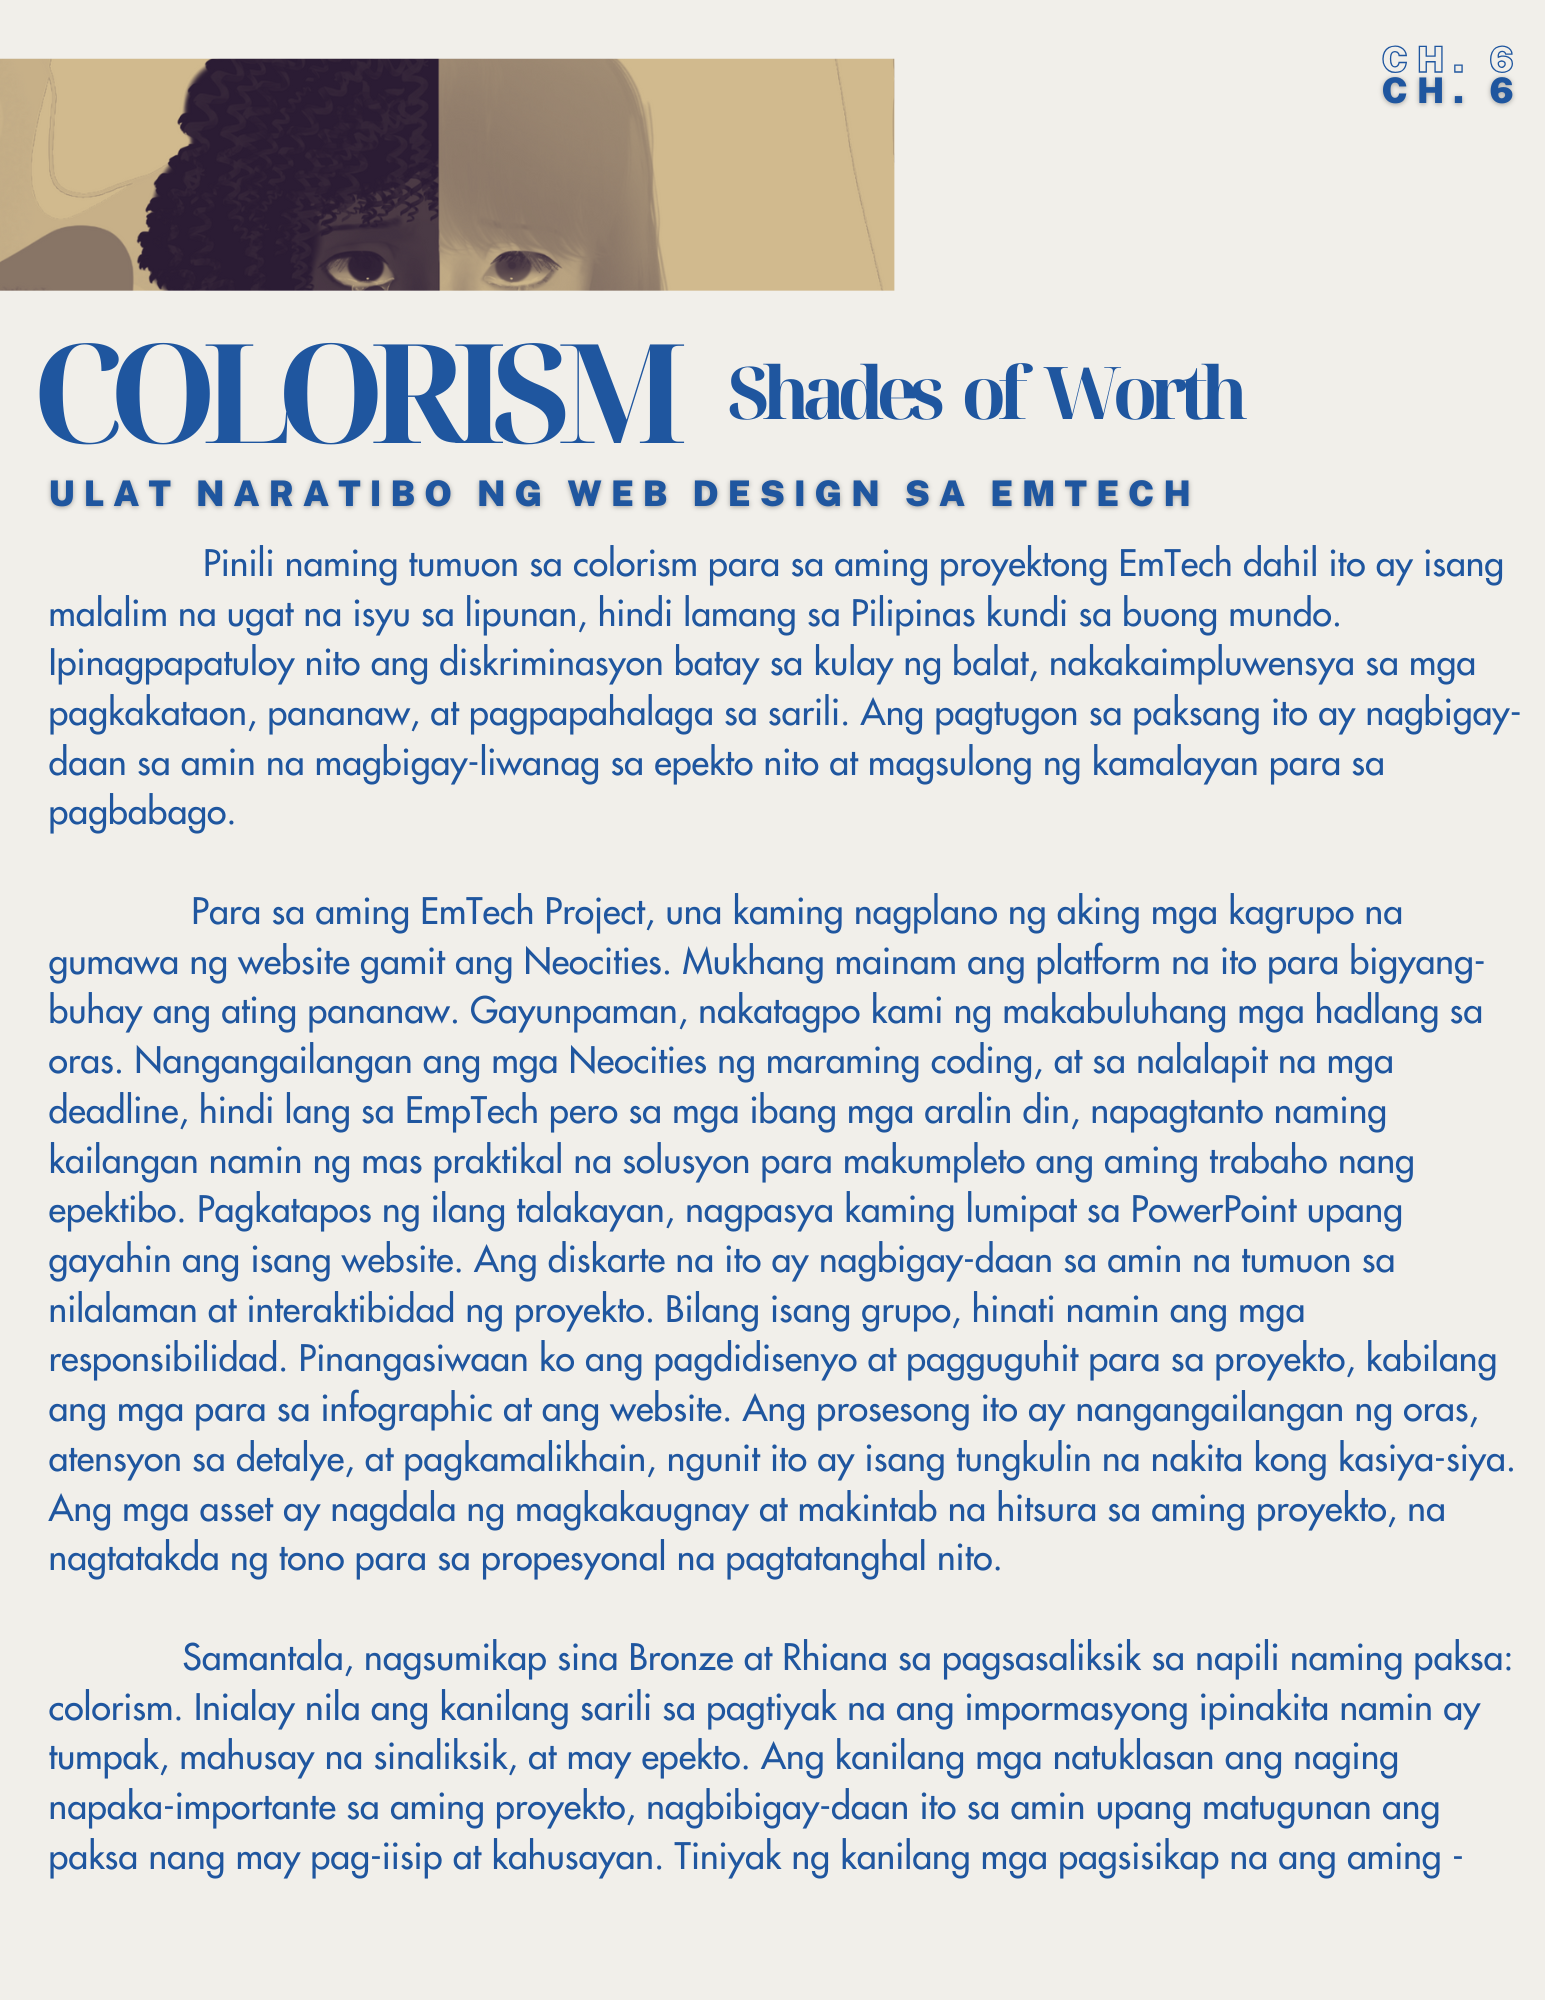 CH. 6
CH. 6
COLORISM Shades of Worth
ULAT NARATIBO NG WEB DESIGN SA EMTECH
Pinili naming tumuon sa colorism para sa aming proyektong EmTech dahil ito ay isang
malalim na ugat na isyu sa lipunan, hindi lamang sa Pilipinas kundi sa buong mundo.
Ipinagpapatuloy nito ang diskriminasyon batay sa kulay ng balat, nakakaimpluwensya sa mga
pagkakataon, pananaw, at pagpapahalaga sa sarili. Ang pagtugon sa paksang ito ay nagbigay-
daan sa amin na magbigay-liwanag sa epekto nito at magsulong ng kamalayan para sa
pagbabago.
Para sa aming EmTech Project, una kaming nagplano ng aking mga kagrupo na
gumawa ng website gamit ang Neocities. Mukhang mainam ang platform na ito para bigyang-
buhay ang ating pananaw. Gayunpaman, nakatagpo kami ng makabuluhang mga hadlang sa
oras. Nangangailangan ang mga Neocities ng maraming coding, at sa nalalapit na mga
deadline, hindi lang sa EmpTech pero sa mga ibang mga aralin din, napagtanto naming
kailangan namin ng mas praktikal na solusyon para makumpleto ang aming trabaho nang
epektibo. Pagkatapos ng ilang talakayan, nagpasya kaming lumipat sa PowerPoint upang
gayahin ang isang website. Ang diskarte na ito ay nagbigay-daan sa amin na tumuon sa
nilalaman at interaktibidad ng proyekto. Bilang isang grupo, hinati namin ang mga
responsibilidad. Pinangasiwaan ko ang pagdidisenyo at pagguguhit para sa proyekto, kabilang
ang mga para sa infographic at ang website. Ang prosesong ito ay nangangailangan ng oras,
atensyon sa detalye, at pagkamalikhain, ngunit ito ay isang tungkulin na nakita kong kasiya-siya.
Ang mga asset ay nagdala ng magkakaugnay at makintab na hitsura sa aming proyekto, na
nagtatakda ng tono para sa propesyonal na pagtatanghal nito.
Samantala, nagsumikap sina Bronze at Rhiana sa pagsasaliksik sa napili naming paksa:
colorism. Inialay nila ang kanilang sarili sa pagtiyak na ang impormasyong ipinakita namin ay
tumpak, mahusay na sinaliksik, at may epekto. Ang kanilang mga natuklasan ang naging
napaka-importante sa aming proyekto, nagbibigay-daan ito sa amin upang matugunan ang
paksa nang may pag-iisip at kahusayan. Tiniyak ng kanilang mga pagsisikap na ang aming -